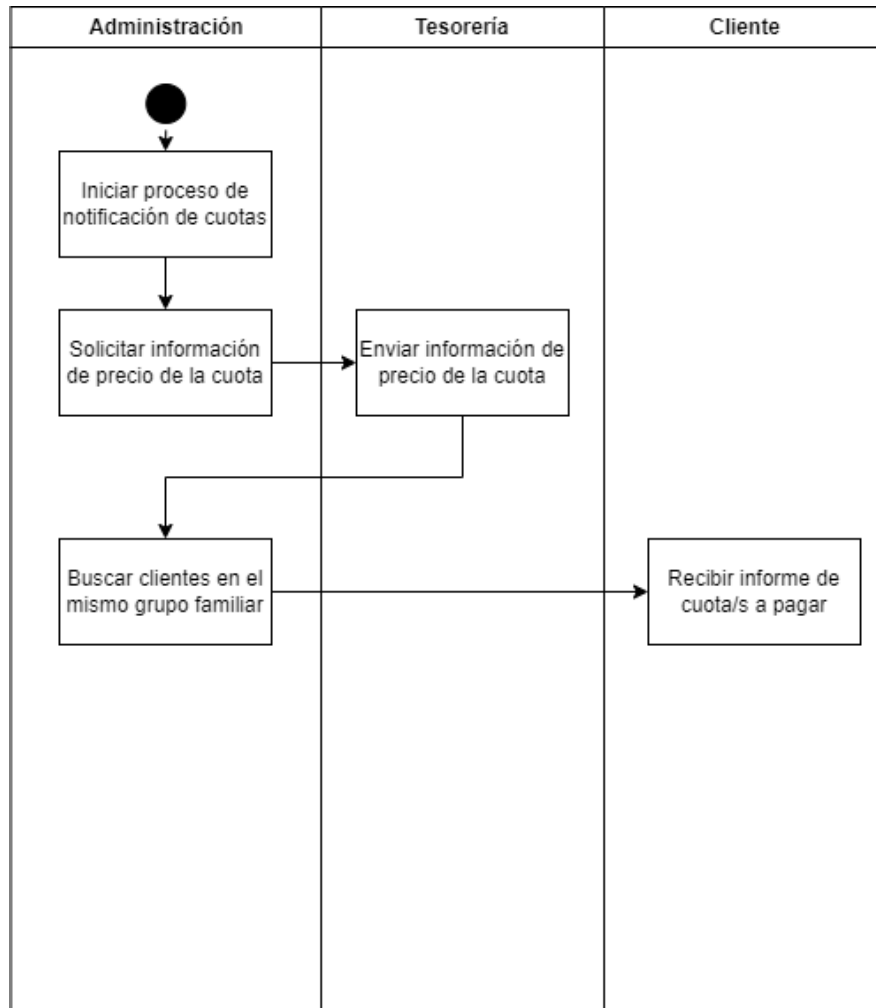 Administración
Tesorería
Cliente
Iniciar proceso de
notificación de cuotas
Solicitar información
de precio de la cuota
Enviar información de
precio de la cuota
Buscar clientes en el
mismo grupo familiar
Recibir informe de
cuota/s a pagar